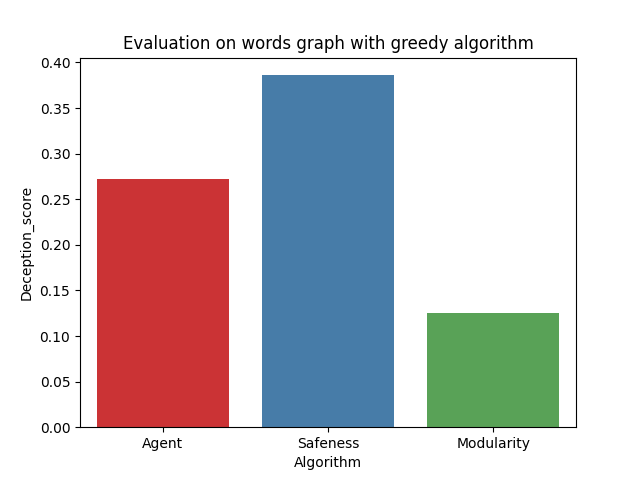 Evaluation on words graph with greedy algorithm
0.40
0.35
0.30
0.25
0.20
0.15
0.10
0.05
0.00
Deception_score
Agent Safeness Modularity
Algorithm